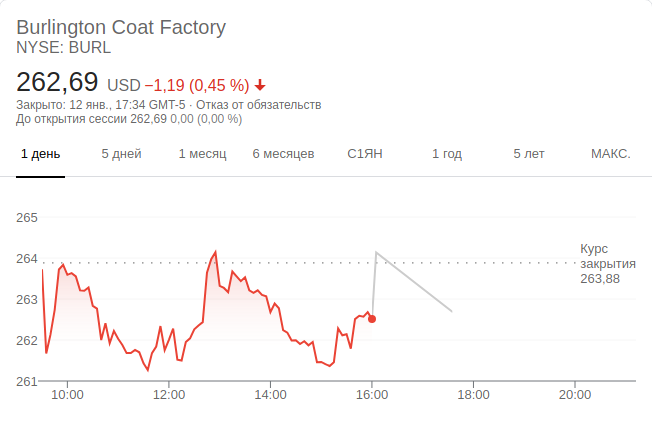 Burlington Coat Factory
NYSE: BURL
262,69 USD −1,19 (0,45 %)
Закрыто: 12 янв., 17:34 GMT-5 · Отказ от обязательств
До открытия сессии 262,69 0,00 (0,00 %)
1 день 5 дней 1 месяц 6 месяцев С1ЯН 1 год 5 лет МАКС.
265
264
263
262
261
Курс
закрытия
263,88
10:00 12:00 14:00 16:00 18:00 20:00